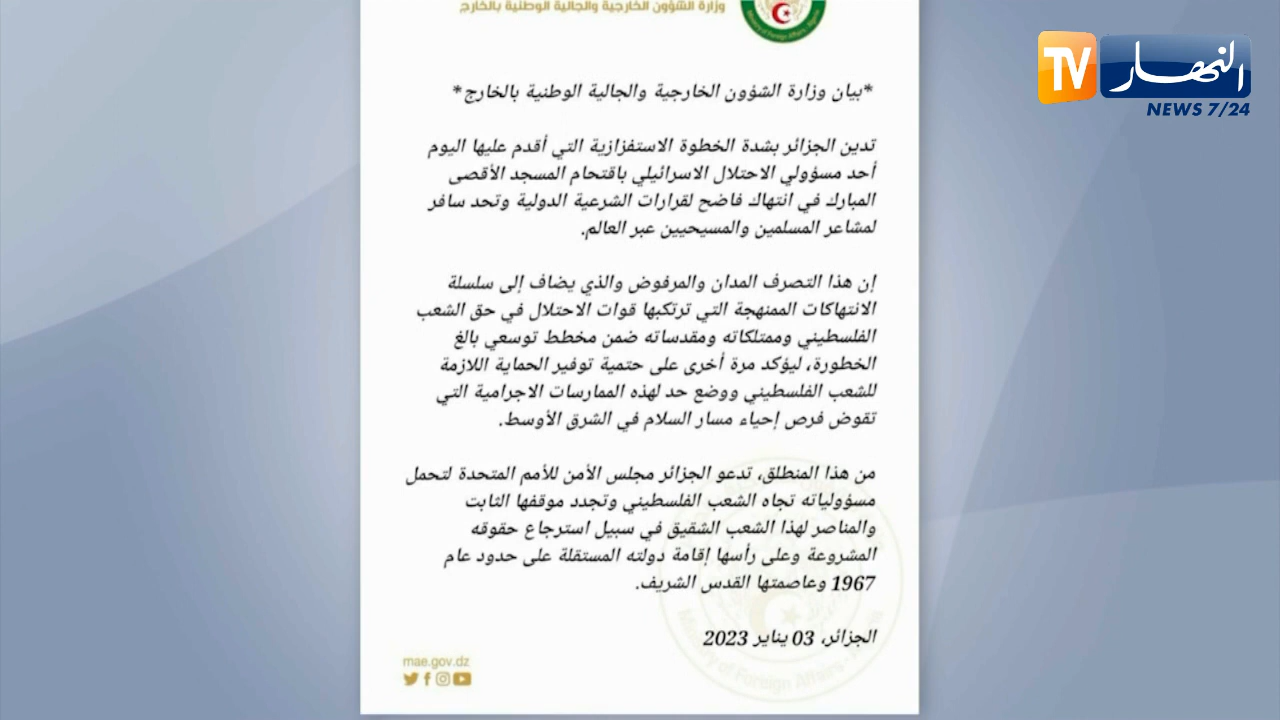 وزارة الشؤون الخارجية والجالية الوطنية بالخارج
النهار TV
NEWS 7/24
*بيان وزارة الشؤون الخارجية والجالية الوطنية بالخارج*
تدين الجزائر بشدة الخطوة الاستفزازية التي أقدم عليها اليوم
أحد مسؤولي الاحتلال الاسرائيلي باقتحام المسجد الأقصى
المبارك في انتهاك فاضح لقرارات الشرعية الدولية وتحد سافر
لمشاعر المسلمين والمسيحيين عبر العالم.
إن هذا التصرف المدان والمرفوض والذي يضاف إلى سلسلة
الانتهاكات الممنهجة التي ترتكبها قوات الاحتلال في حق الشعب
الفلسطيني وممتلكاته ومقدساته ضمن مخطط توسعي بالغ
الخطورة، ليؤكد مرة أخرى على حتمية توفير الحماية اللازمة
للشعب الفلسطيني ووضع حد لهذه الممارسات الاجرامية التي
تقوض فرص إحياء مسار السلام في الشرق الأوسط.
من هذا المنطلق، تدعو الجزائر مجلس الأمن للأمم المتحدة لتحمل
مسؤولياته تجاه الشعب الفلسطيني وتجدد موقفها الثابت
والمناصر لهذا الشعب الشقيق في سبيل استرجاع حقوقه
المشروعة وعلى رأسها إقامة دولته المستقلة على حدود عام
1967 وعاصمتها القدس الشريف.
الجزائر، 03 يناير 2023
mae.gov.dz
Ministry of Foreign Affairs